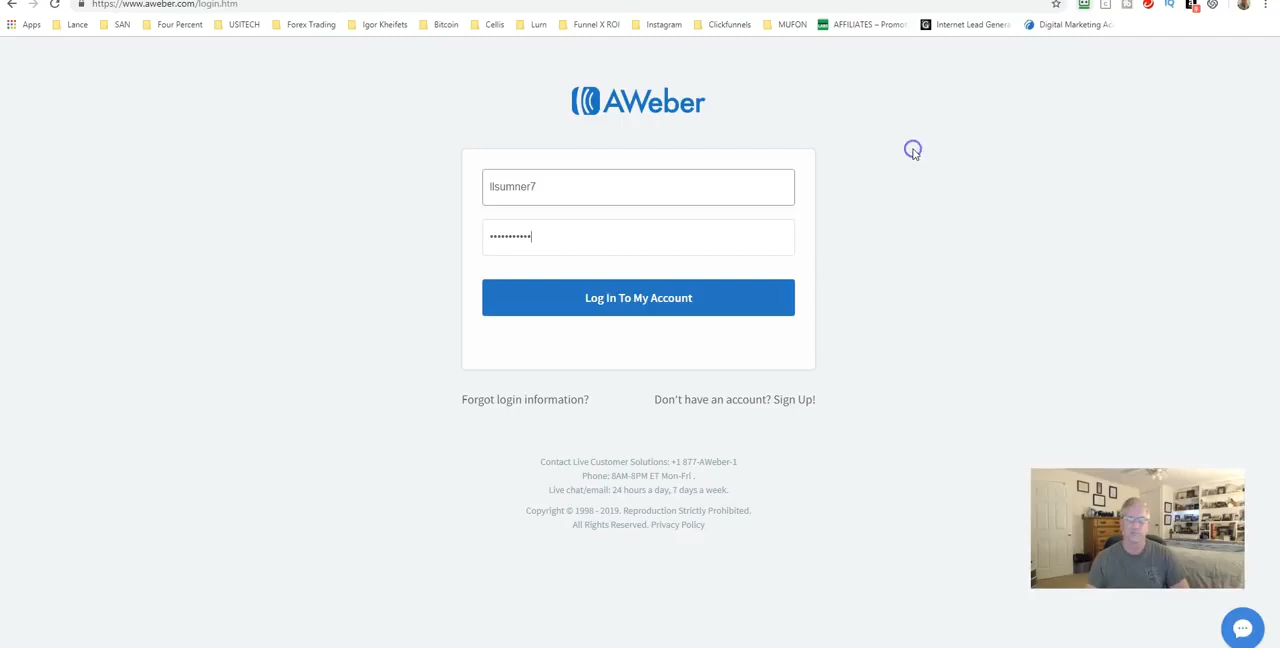 https://www.aweber.com/login.htm
Apps Lance SAN Four Percent USITECH Forex Trading Igor Kheifets Bitcoin Cellis Lurn Funnel X ROI Instagram Clickfunnels MUFON AFFILIATES – Promot Internet Lead Genera Digital Marketing Ac
AWeber
llsumner7
•••••••••••
Log In To My Account
Forgot login information? Don't have an account? Sign Up!
Contact Live Customer Solutions: +1 877-AWeber-1
Phone: 8AM-8PM ET Mon-Fri .
Live chat/email: 24 hours a day, 7 days a week.
Copyright © 1998 - 2019. Reproduction Strictly Prohibited.
All Rights Reserved. Privacy Policy